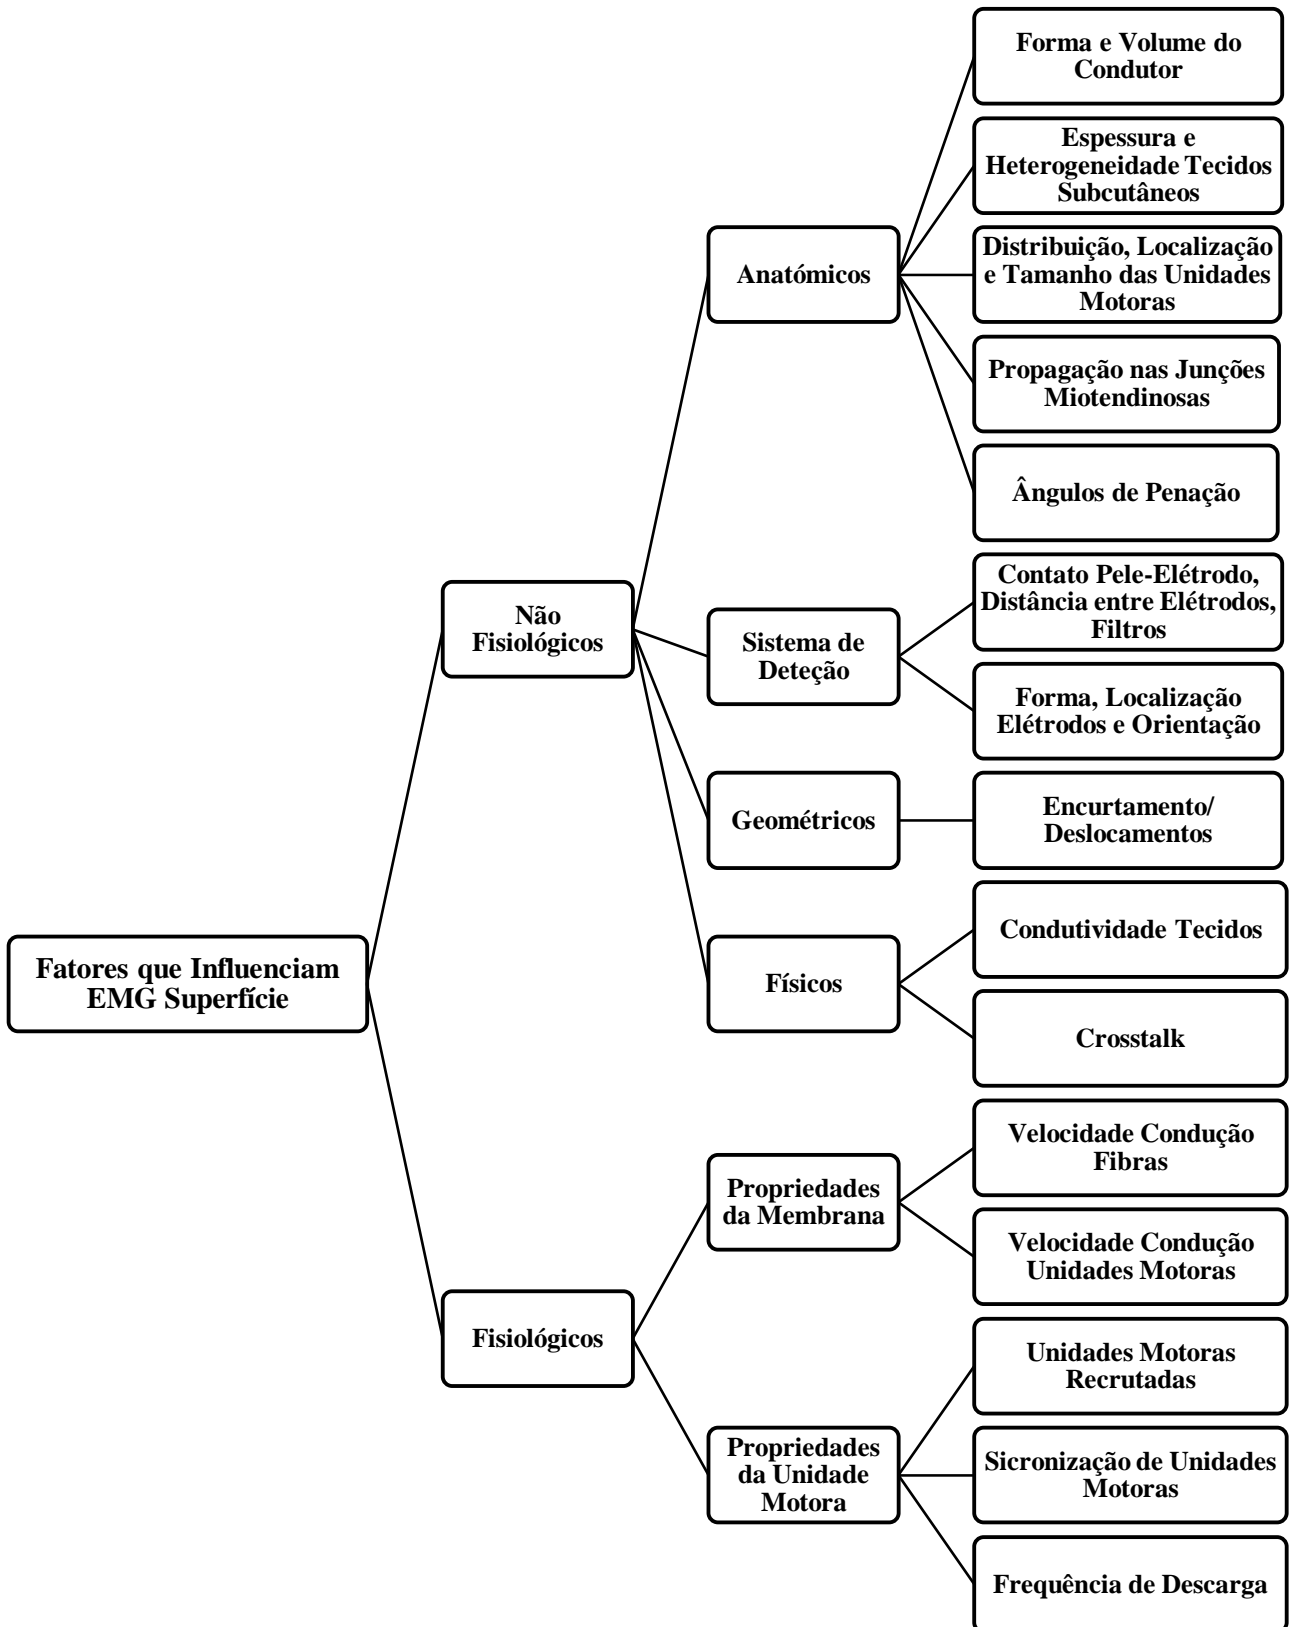 Forma e Volume do
Condutor
Espessura e
Heterogeneidade Tecidos
Subcutâneos
Distribuição, Localização
e Tamanho das Unidades
Motoras
Anatómicos
Propagação nas Junções
Miotendinosas
Ângulos de Penação
Contato Pele-Elétrodo,
Distância entre Elétrodos,
Filtros
Não
Fisiológicos
Sistema de
Deteção
Forma, Localização
Elétrodos e Orientação
Geométricos
Encurtamento/
Deslocamentos
Condutividade Tecidos
Fatores que Influenciam
EMG Superfície
Físicos
Crosstalk
Velocidade Condução
Fibras
Propriedades
da Membrana
Velocidade Condução
Unidades Motoras
Fisiológicos
Unidades Motoras
Recrutadas
Propriedades
da Unidade
Motora
Sicronização de Unidades
Motoras
Frequência de Descarga